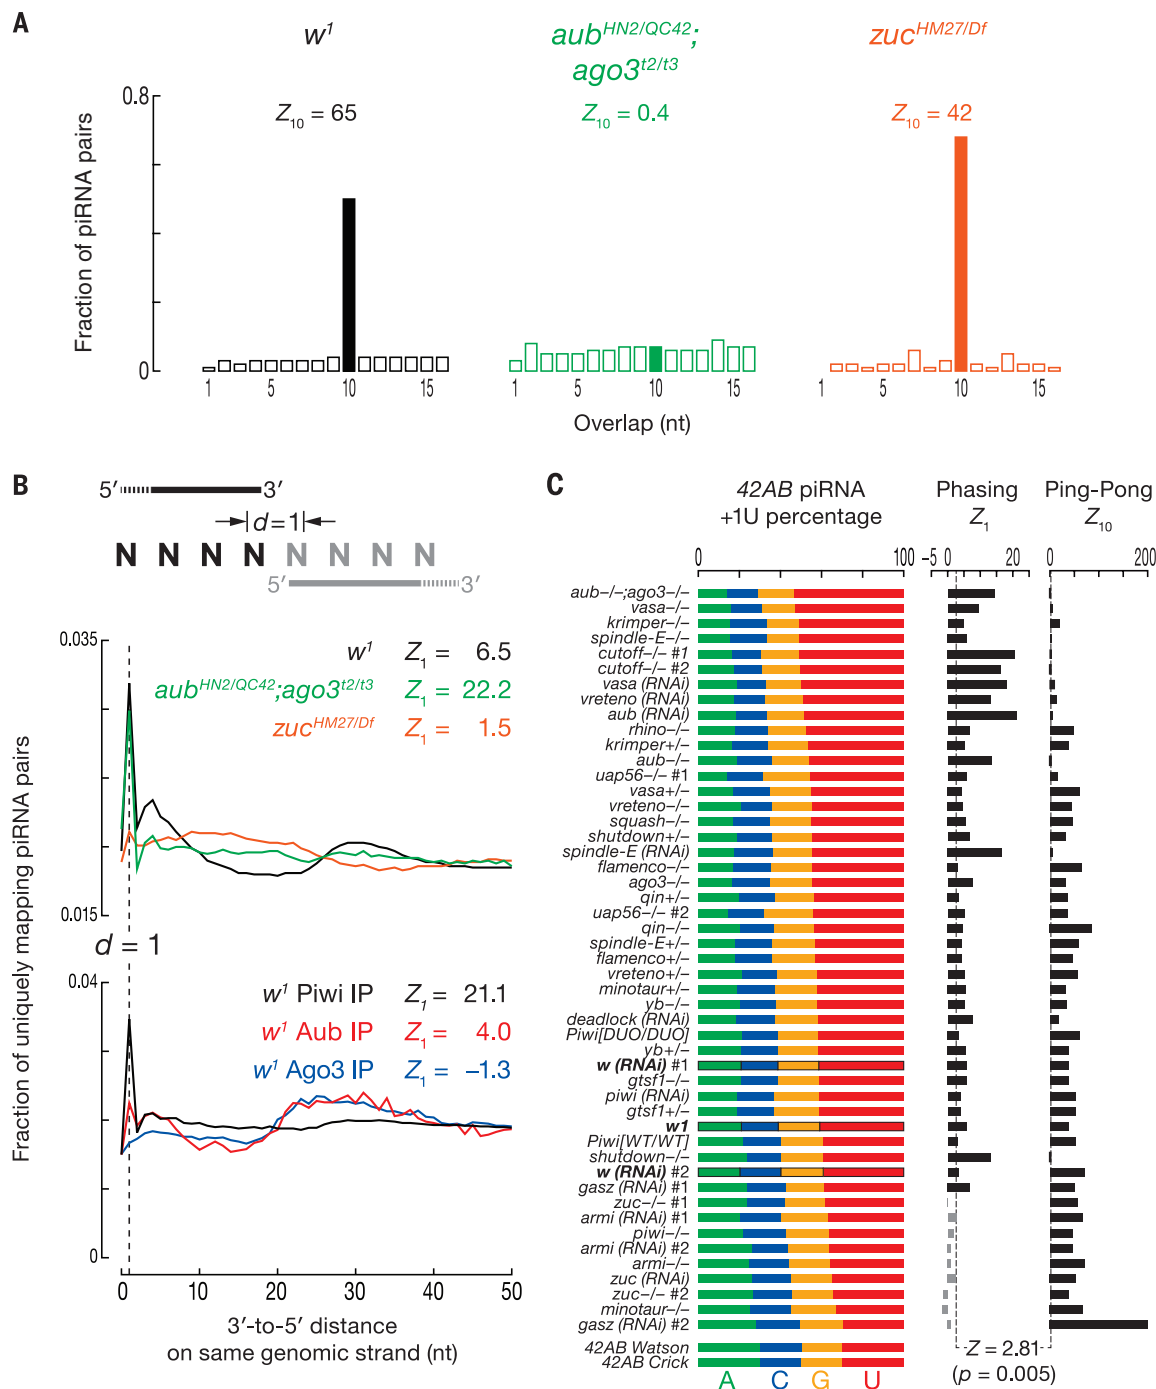 A
w1
aubHN2/QC42;
ago3t2/t3
zucHM27/Df
Z10 = 65
Z10 = 0.4
Z10 = 42
Fraction of piRNA pairs
0.8
0
1 5 10 15
1 5 10 15
1 5 10 15
Overlap (nt)
B
5′ 3′
d = 1
N N N N N N N N
5′ 3′
Fraction of uniquely mapping piRNA pairs
0.035
w1 Z1 = 6.5
aubHN2/QC42;ago3t2/t3 Z1 = 22.2
zucHM27/Df Z1 = 1.5
0.015
d = 1
0.04
w1 Piwi IP Z1 = 21.1
w1 Aub IP Z1 = 4.0
w1 Ago3 IP Z1 = −1.3
0
0 10 20 30 40 50
3′-to-5′ distance
on same genomic strand (nt)
C
42AB piRNA
+1U percentage
Phasing
Z1
Ping-Pong
Z10
0 100
−5 0 20
0 200
aub−/−;ago3−/−
vasa−/−
krimper−/−
spindle-E−/−
cutoff−/− #1
cutoff−/− #2
vasa (RNAi)
vreteno (RNAi)
aub (RNAi)
rhino−/−
krimper+/−
aub−/−
uap56−/− #1
vasa+/−
vreteno−/−
squash−/−
shutdown+/−
spindle-E (RNAi)
flamenco−/−
ago3−/−
qin+/−
uap56−/− #2
qin−/−
spindle-E+/−
flamenco+/−
vreteno+/−
minotaur+/−
yb−/−
deadlock (RNAi)
Piwi[DUO/DUO]
yb+/−
w (RNAi) #1
gtsf1−/−
piwi (RNAi)
gtsf1+/−
w1
Piwi[WT/WT]
shutdown−/−
w (RNAi) #2
gasz (RNAi) #1
zuc−/− #1
armi (RNAi) #1
piwi−/−
armi (RNAi) #2
armi−/−
zuc (RNAi)
zuc−/− #2
minotaur−/−
gasz (RNAi) #2
42AB Watson
42AB Crick
A C G U
Z = 2.81
(p = 0.005)